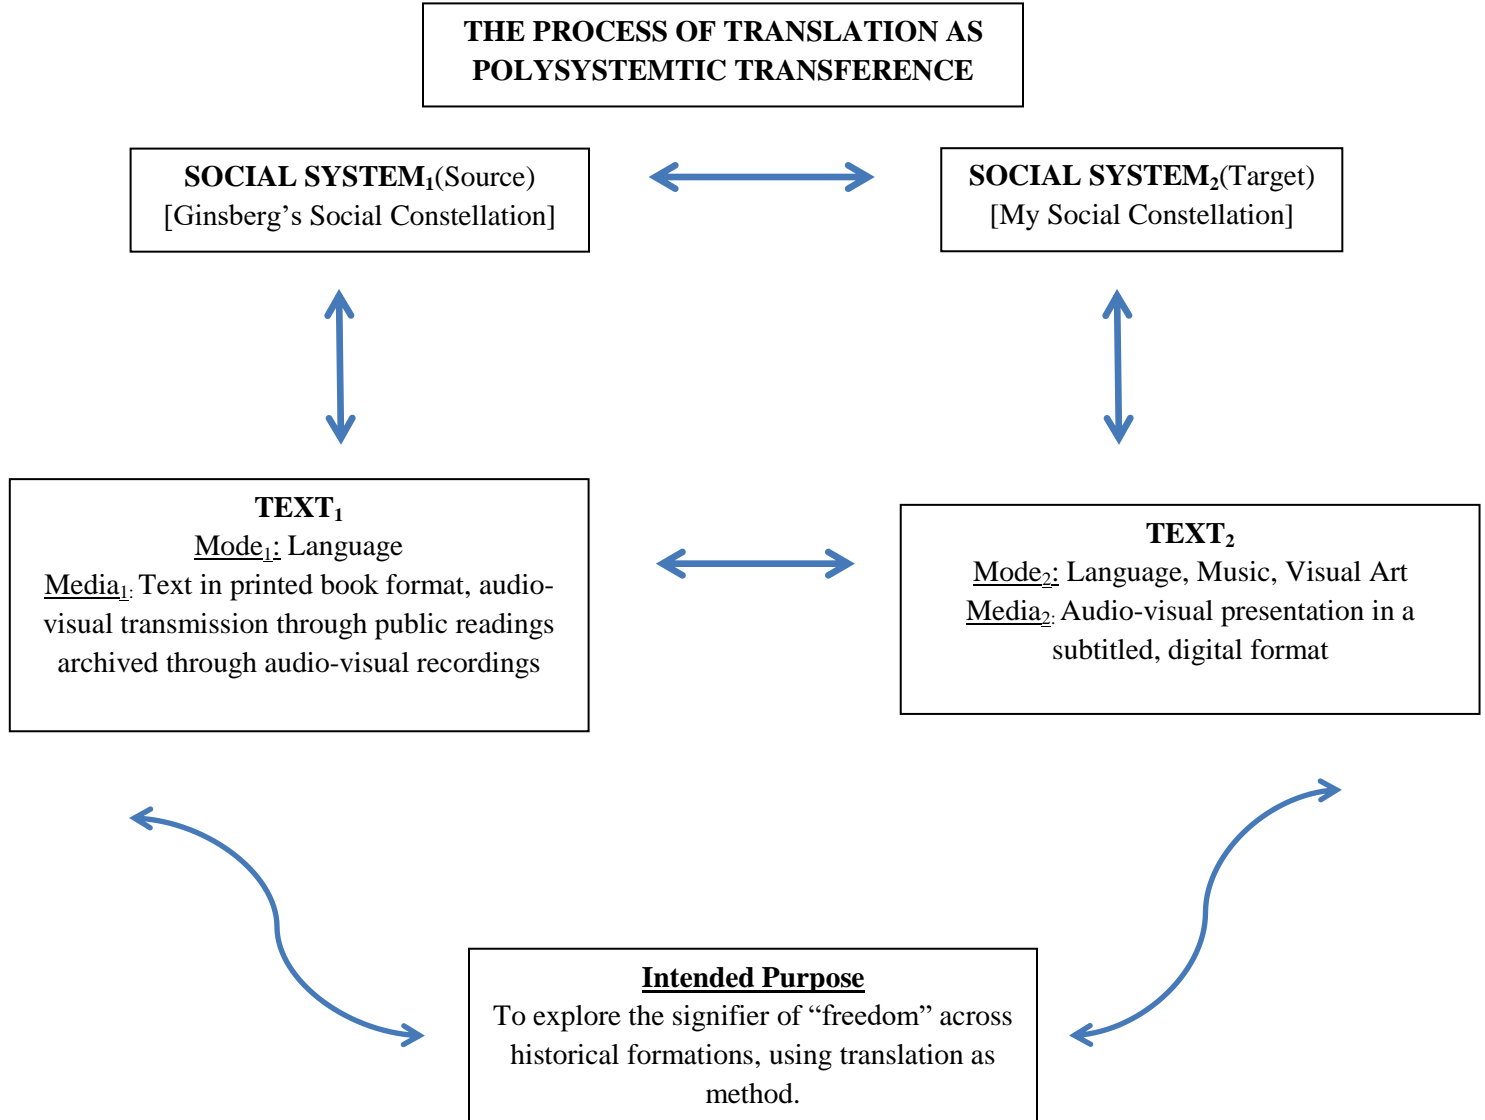 THE PROCESS OF TRANSLATION AS
POLYSYSTEMTIC TRANSFERENCE
SOCIAL SYSTEM₁(Source)
[Ginsberg’s Social Constellation]
SOCIAL SYSTEM₂(Target)
[My Social Constellation]
TEXT₁
Mode₁: Language
Media₁: Text in printed book format, audio-
visual transmission through public readings
archived through audio-visual recordings
TEXT₂
Mode₂: Language, Music, Visual Art
Media₂: Audio-visual presentation in a
subtitled, digital format
Intended Purpose
To explore the signifier of “freedom” across
historical formations, using translation as
method.